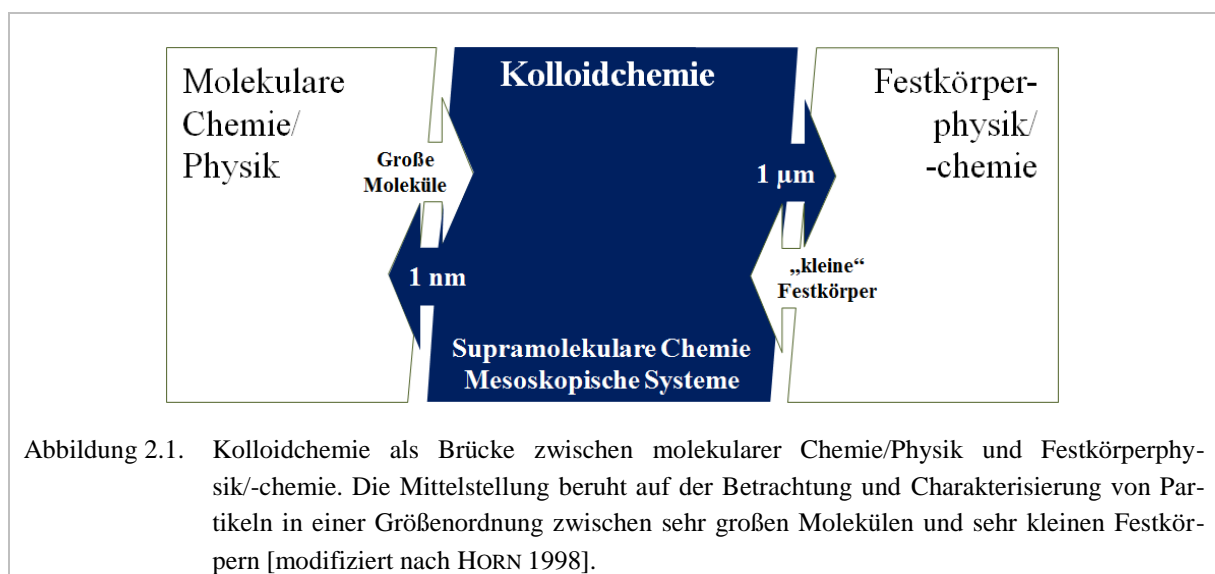 Molekulare
Chemie/
Physik
Große
Moleküle
1 nm
Kolloidchemie
Supramolekulare Chemie
Mesoskopische Systeme
1 µm
„kleine“
Festkörper
Festkörper-
physik/
-chemie
Abbildung 2.1. Kolloidchemie als Brücke zwischen molekularer Chemie/Physik und Festkörperphy-
sik/-chemie. Die Mittelstellung beruht auf der Betrachtung und Charakterisierung von Par-
tikeln in einer Größenordnung zwischen sehr großen Molekülen und sehr kleinen Festkör-
pern [modifiziert nach HORN 1998].